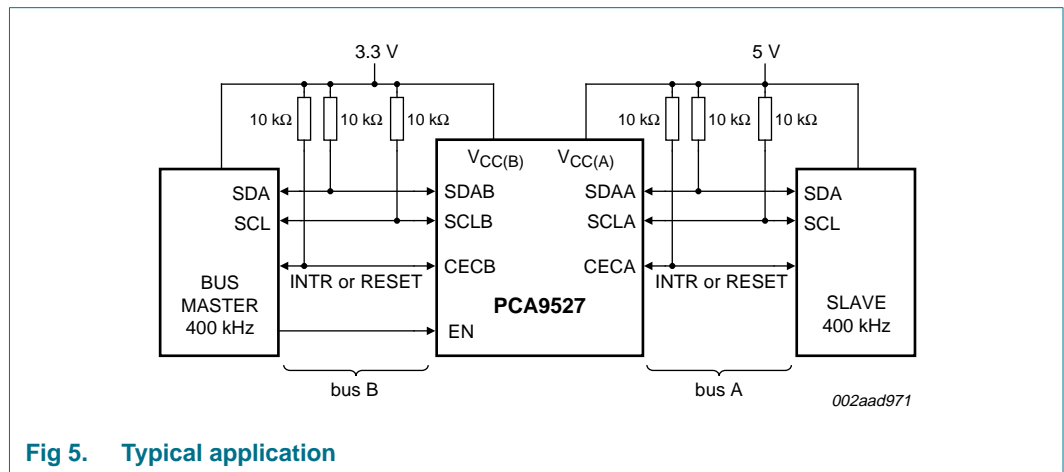 3.3 V
5 V
10 kΩ
10 kΩ
10 kΩ
10 kΩ
10 kΩ
10 kΩ
VCC(B)
VCC(A)
SDA
SDAB
SDAA
SDA
SCL
SCLB
SCLA
SCL
CECB
CECA
INTR or RESET
INTR or RESET
BUS
MASTER
400 kHz
PCA9527
SLAVE
400 kHz
EN
bus B
bus A
002aad971
Fig 5. Typical application